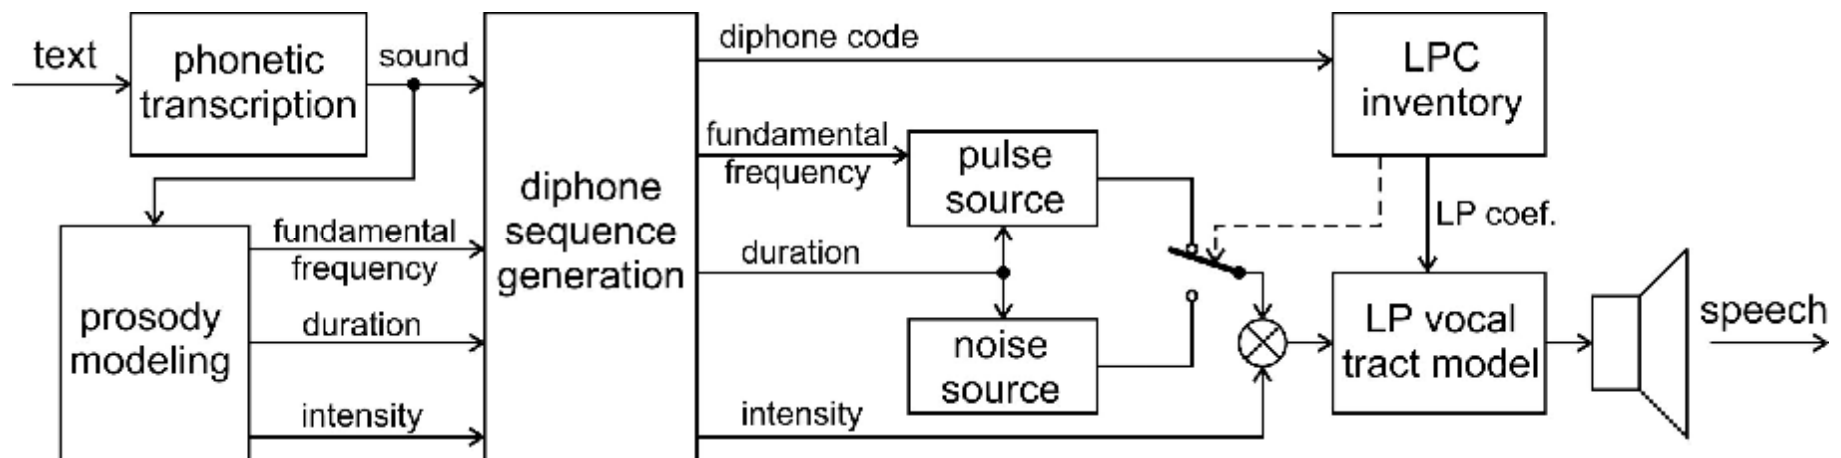 text
phonetic
transcription
sound
prosody
modeling
fundamental
frequency
duration
intensity
diphone
sequence
generation
diphone code
fundamental
frequency
duration
intensity
pulse
source
noise
source
LPC
inventory
LP coef.
LP vocal
tract model
speech